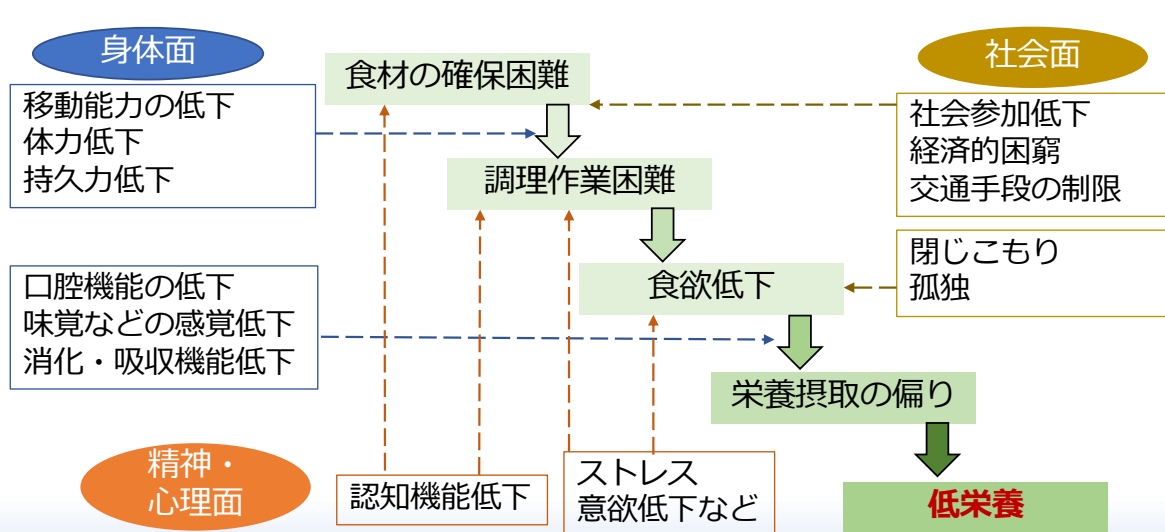 身体面
社会面
食材の確保困難
移動能力の低下
体力低下
持久力低下
社会参加低下
経済的困窮
交通手段の制限
調理作業困難
閉じこもり
孤独
食欲低下
口腔機能の低下
味覚などの感覚低下
消化・吸収機能低下
栄養摂取の偏り
精神・
心理面
認知機能低下
ストレス
意欲低下など
低栄養